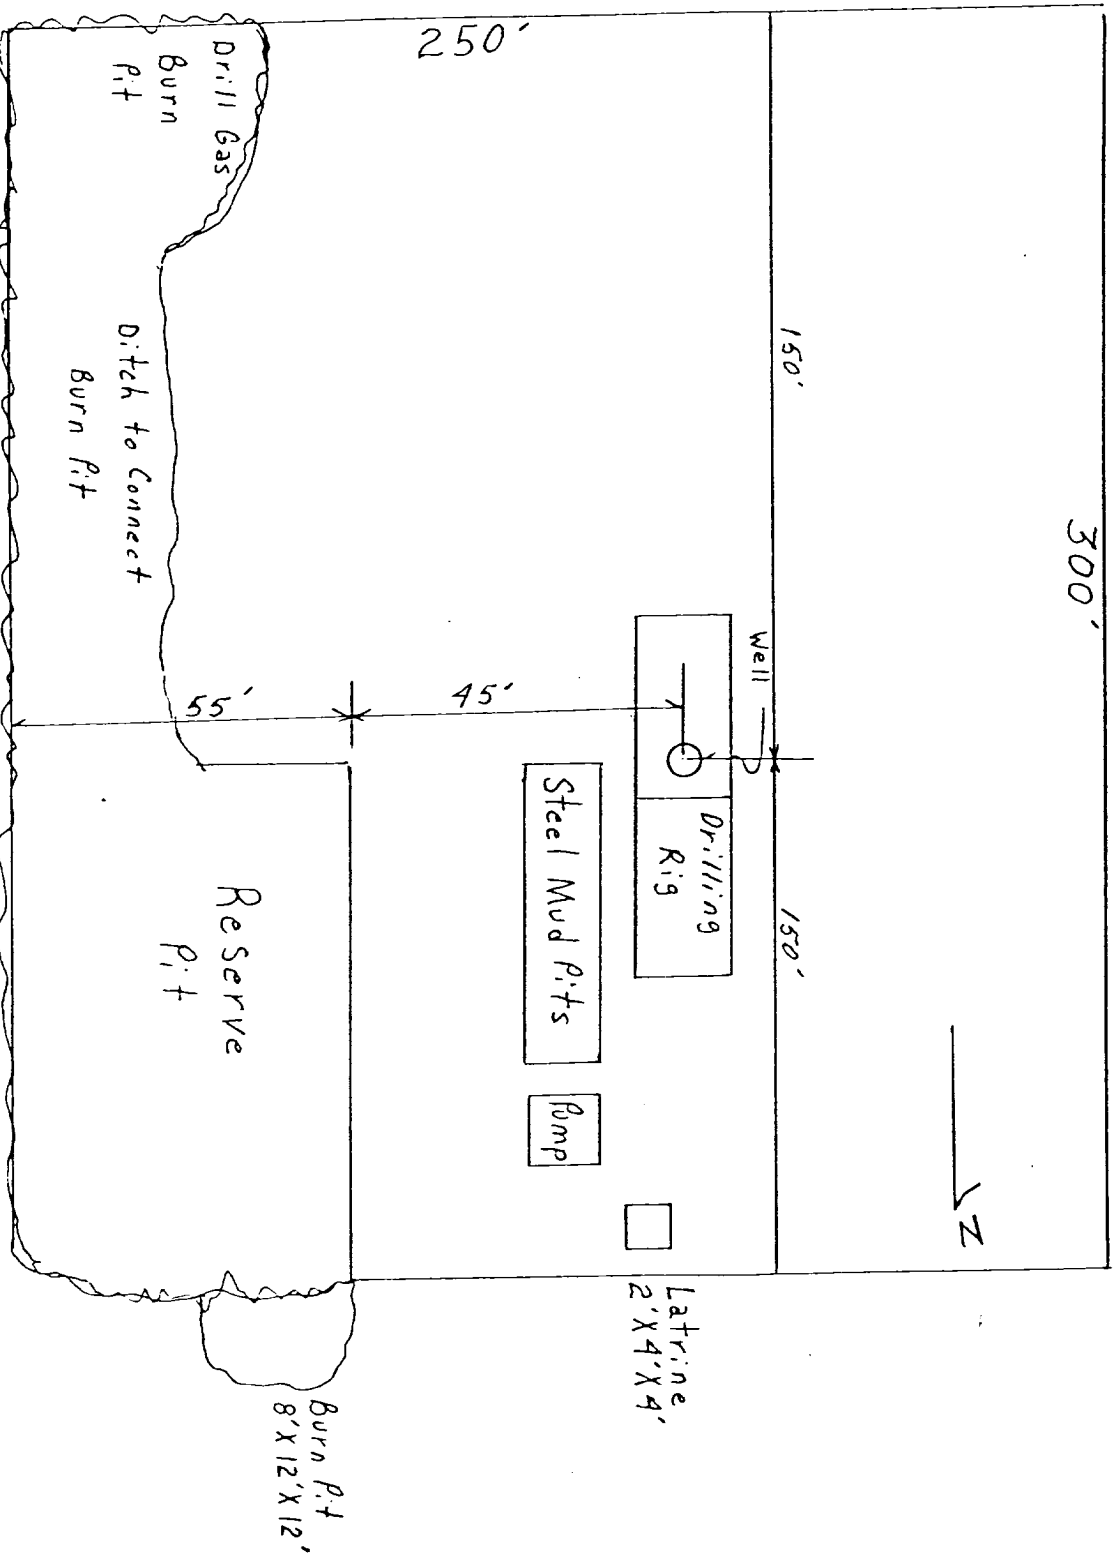 300'
N
150'
150'
Well
Drilling
Rig
Latrine
2'X4'X4'
250'
45'
Steel Mud Pits
Pump
55'
Drill Gas
Burn
Pit
Ditch to Connect
Burn Pit
Reserve
Pit
Burn Pit
8'X12'X12'